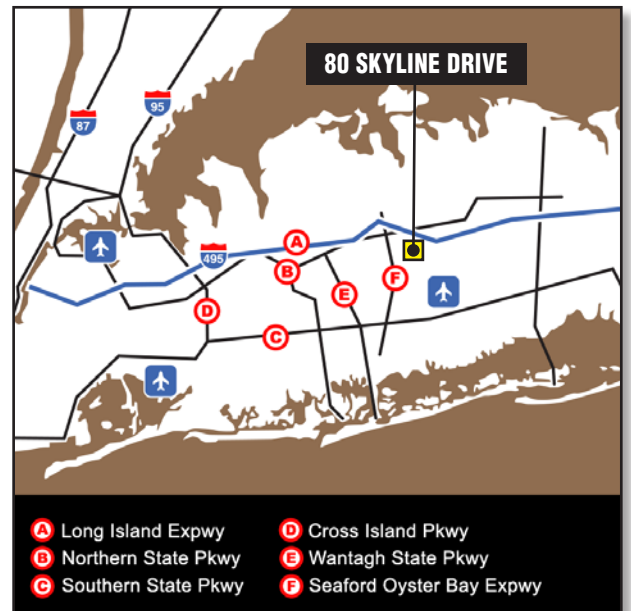 80 SKYLINE DRIVE
95
87
A
495
B
F
E
D
C
A Long Island Expwy
B Northern State Pkwy
C Southern State Pkwy
D Cross Island Pkwy
E Wantagh State Pkwy
F Seaford Oyster Bay Expwy